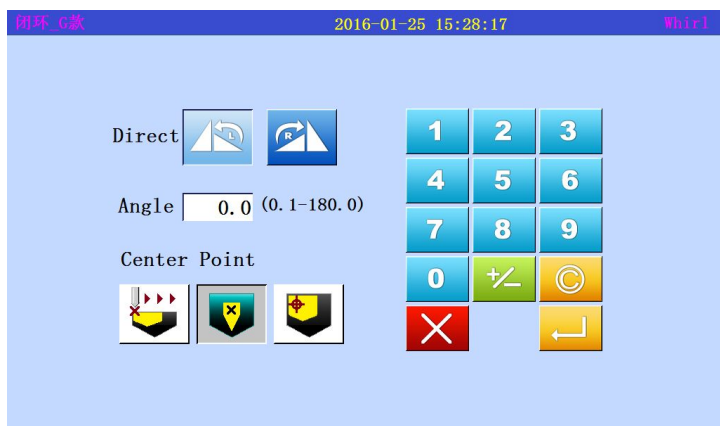 闭环_G款 2016-01-25 15:28:17 Whirl
Direct L R
Angle 0.0 (0.1-180.0)
Center Point
1 2 3
4 5 6
7 8 9
0 +/- ©